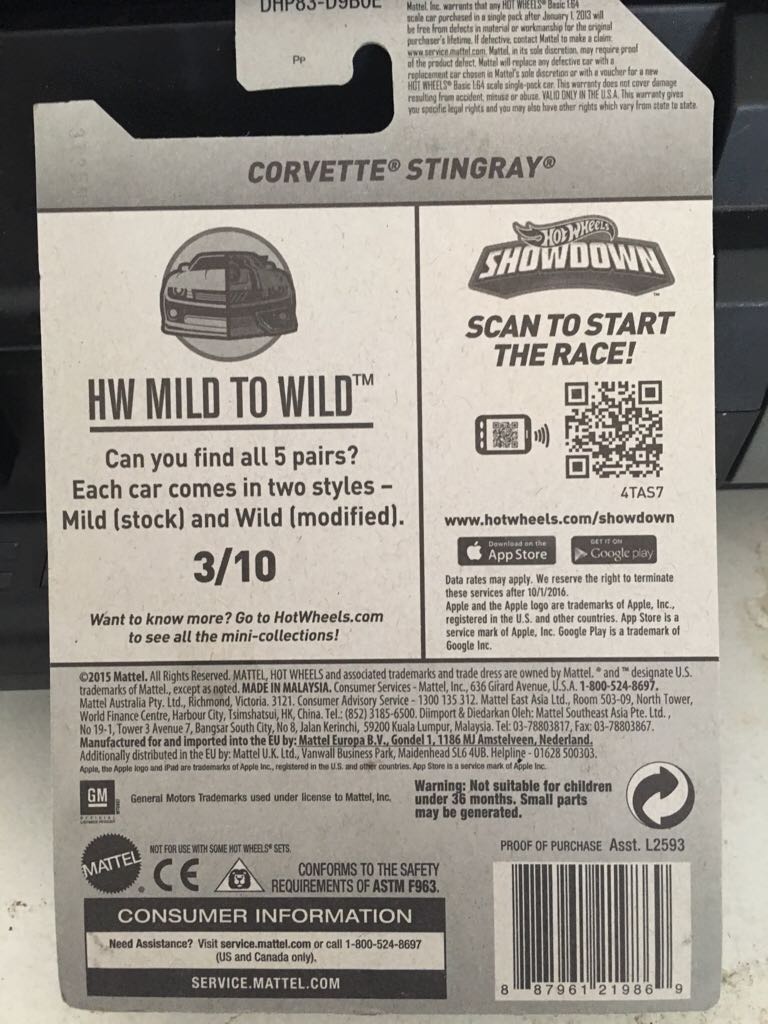 DHP83-D9B0E
Pp
Mattel, Inc. warrants that any HOT WHEELS® Basic 1:64
scale car purchased in a single pack after January 1, 2013 will
be free from defects in material or workmanship for the original
purchaser's lifetime. If defective, contact Mattel to make a claim:
www.service.mattel.com. Mattel, in its sole discretion, may require proof
of the product defect. Mattel will replace any defective car with a
replacement car chosen in Mattel's sole discretion or with a voucher for a new
HOT WHEELS® Basic 1:64 scale single-pack car. This warranty does not cover damage
resulting from accident, misuse or abuse. VALID ONLY IN THE U.S.A. This warranty gives
you specific legal rights and you may also have other rights which vary from state to state.
CORVETTE® STINGRAY®
HW MILD TO WILD™
Can you find all 5 pairs?
Each car comes in two styles –
Mild (stock) and Wild (modified).
3/10
Want to know more? Go to HotWheels.com
to see all the mini-collections!
HOT WHEELS
SHOWDOWN™
SCAN TO START
THE RACE!
4TAS7
www.hotwheels.com/showdown
Download on the
App Store
GET IT ON
Google play
Data rates may apply. We reserve the right to terminate
these services after 10/1/2016.
Apple and the Apple logo are trademarks of Apple, Inc.,
registered in the U.S. and other countries. App Store is a
service mark of Apple, Inc. Google Play is a trademark of
Google Inc.
©2015 Mattel. All Rights Reserved. MATTEL, HOT WHEELS and associated trademarks and trade dress are owned by Mattel. ® and ™ designate U.S.
trademarks of Mattel, except as noted. MADE IN MALAYSIA. Consumer Services - Mattel, Inc., 636 Girard Avenue, U.S.A. 1-800-524-8697.
Mattel Australia Pty. Ltd., Richmond, Victoria. 3121. Consumer Advisory Service - 1300 135 312. Mattel East Asia Ltd., Room 503-09, North Tower,
World Finance Centre, Harbour City, Tsimshatsui, HK, China. Tel.: (852) 3185-6500. Diimport & Diedarkan Oleh: Mattel Southeast Asia Pte. Ltd.,
No 19-1, Tower 3 Avenue 7, Bangsar South City, No 8, Jalan Kerinchi, 59200 Kuala Lumpur, Malaysia. Tel: 03-78803817, Fax: 03-78803867.
Manufactured for and imported into the EU by: Mattel Europa B.V., Gondel 1, 1186 MJ Amstelveen, Nederland.
Additionally distributed in the EU by: Mattel U.K. Ltd., Vanwall Business Park, Maidenhead SL6 4UB. Helpline - 01628 500303.
Apple, the Apple logo and iPad are trademarks of Apple Inc., registered in the U.S. and other countries. App Store is a service mark of Apple Inc.
GM
General Motors Trademarks used under license to Mattel, Inc.
Warning: Not suitable for children
under 36 months. Small parts
may be generated.
MATTEL
NOT FOR USE WITH SOME HOT WHEELS® SETS.
CE
CONFORMS TO THE SAFETY
REQUIREMENTS OF ASTM F963.
PROOF OF PURCHASE Asst. L2593
CONSUMER INFORMATION
Need Assistance? Visit service.mattel.com or call 1-800-524-8697
(US and Canada only).
SERVICE.MATTEL.COM
8 87961 21986 9